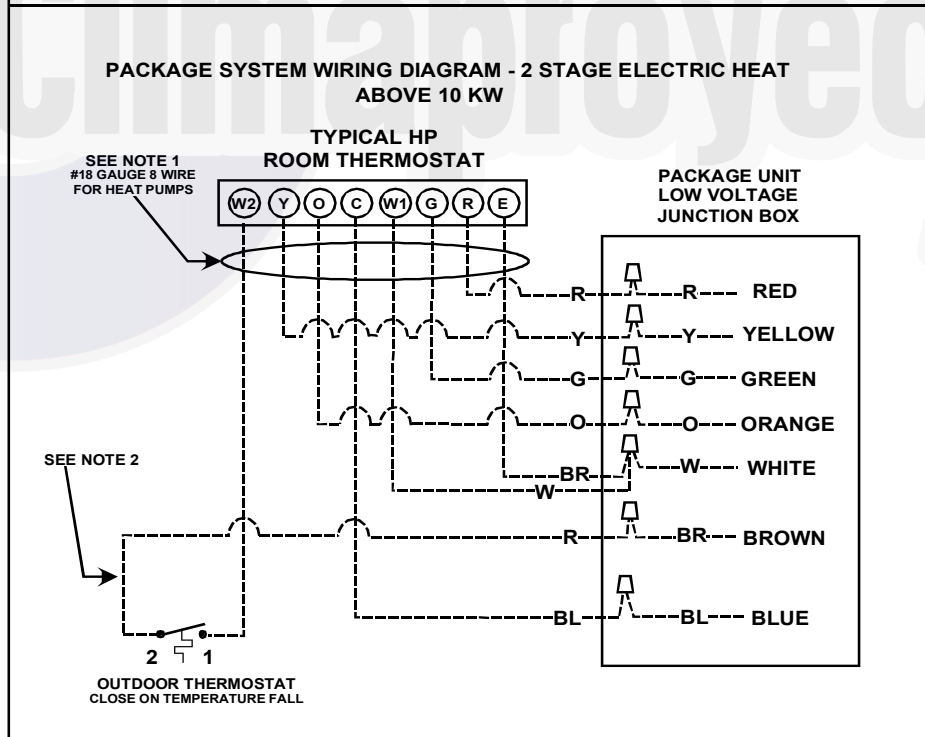 Climaproyec
PACKAGE SYSTEM WIRING DIAGRAM - 2 STAGE ELECTRIC HEAT
ABOVE 10 KW
TYPICAL HP
ROOM THERMOSTAT
SEE NOTE 1
#18 GAUGE 8 WIRE
FOR HEAT PUMPS
PACKAGE UNIT
LOW VOLTAGE
JUNCTION BOX
W2 Y O C W1 G R E
R R RED
Y Y YELLOW
G G GREEN
O O ORANGE
SEE NOTE 2
BR W WHITE
W
R BR BROWN
BL BL BLUE
2 1
OUTDOOR THERMOSTAT
CLOSE ON TEMPERATURE FALL